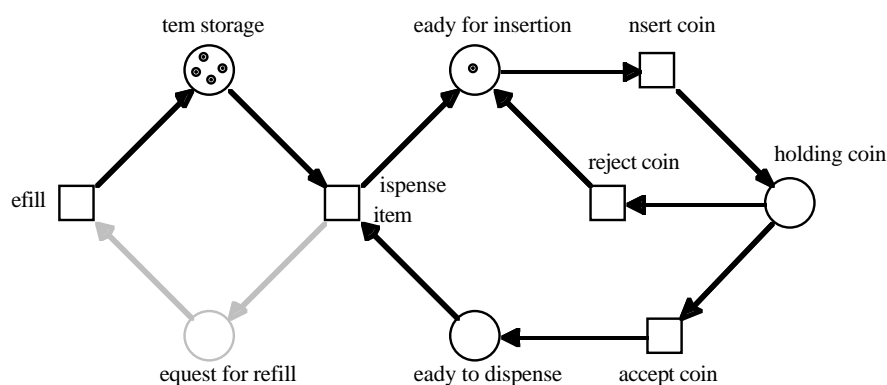 tem storage
eady for insertion
nsert coin
reject coin
holding coin
efill
ispense
item
equest for refill
eady to dispense
accept coin